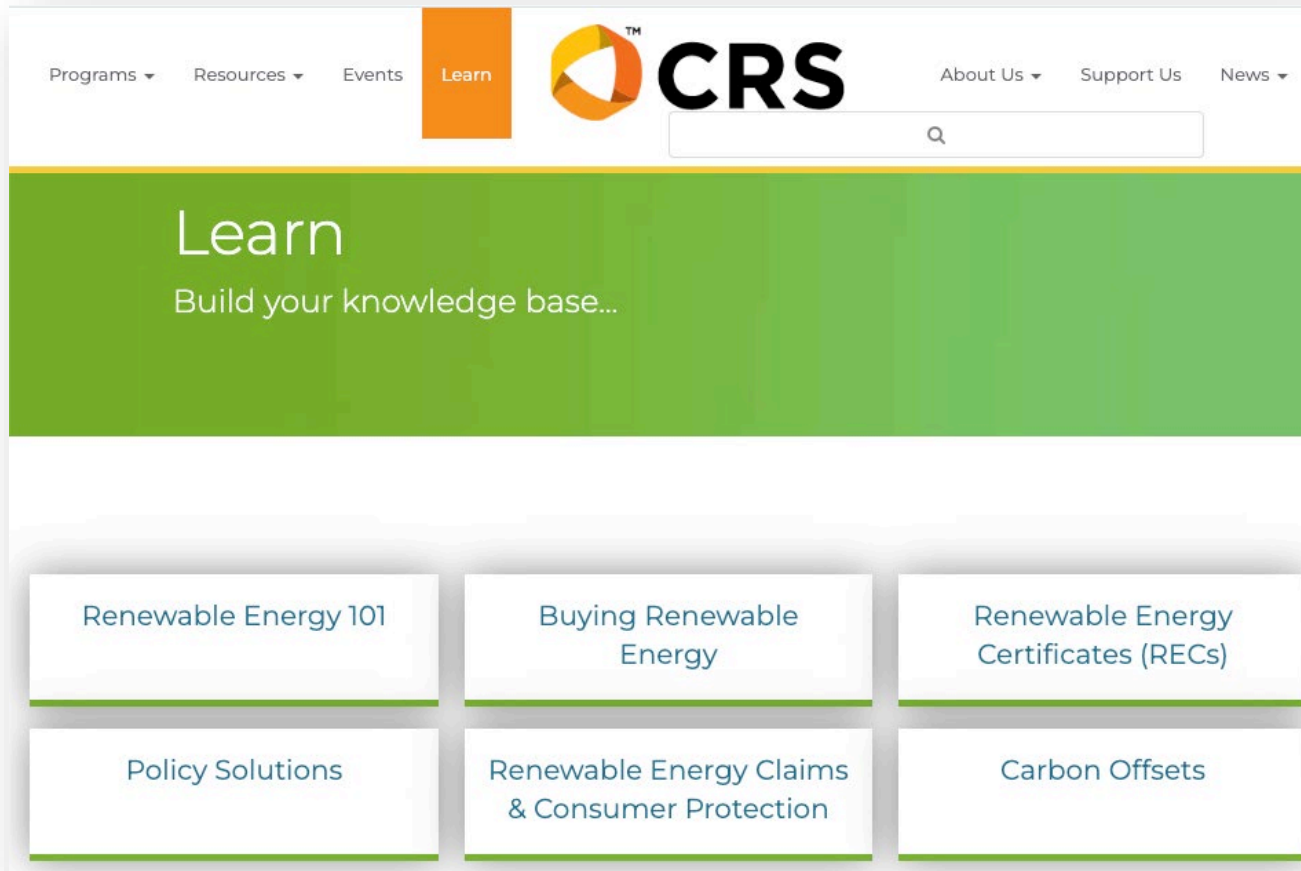 Programs Resources Events Learn ™ CRS About Us Support Us News
Learn
Build your knowledge base...
Renewable Energy 101
Buying Renewable
Energy
Renewable Energy
Certificates (RECs)
Policy Solutions
Renewable Energy Claims
& Consumer Protection
Carbon Offsets